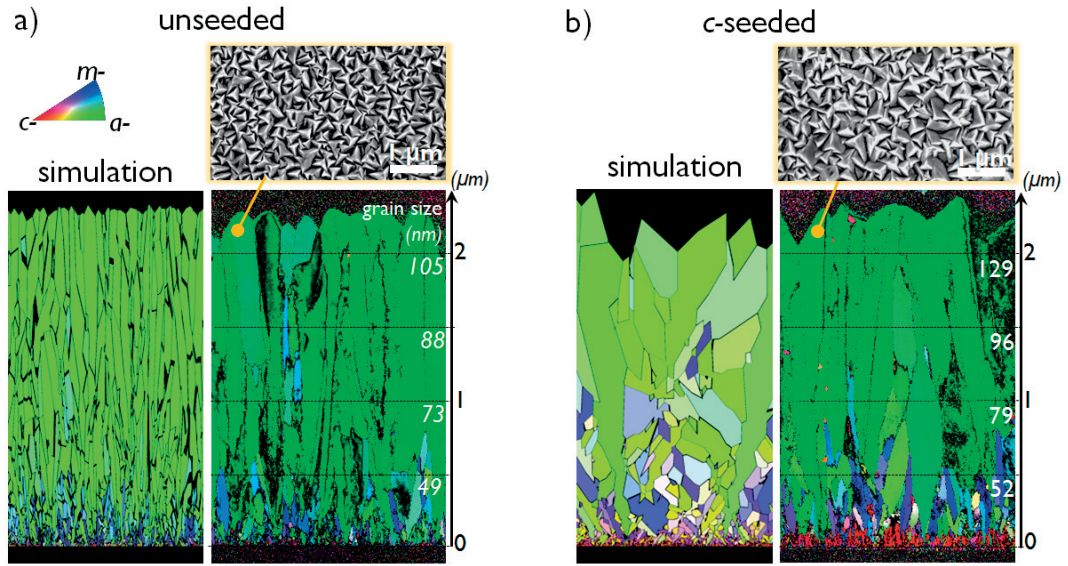 a)
unseeded
m-
c-
a-
simulation
1 μm
(μm)
grain size
(nm)
2
105
88
1
73
49
0
b)
c-seeded
simulation
1 μm
(μm)
2
129
96
1
79
52
0